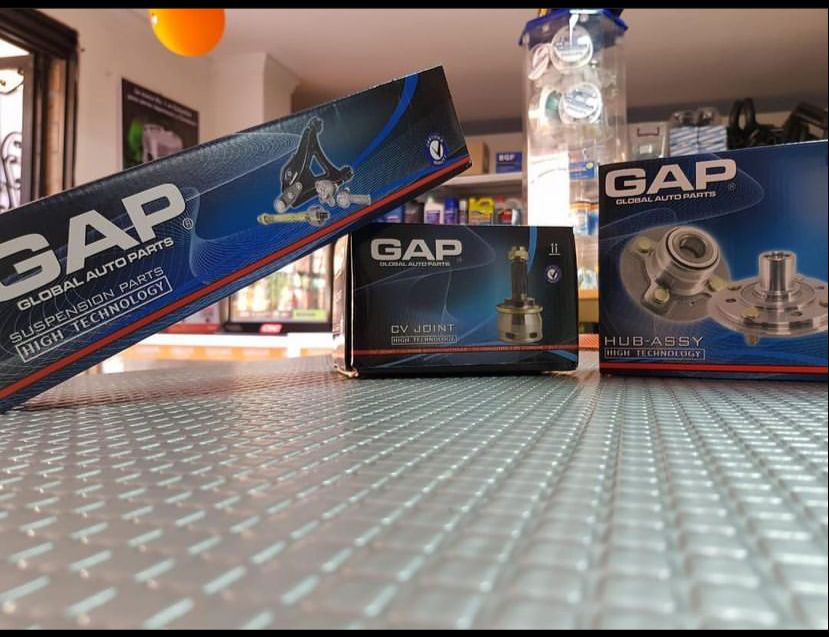 GAP
GLOBAL AUTO PARTS
SUSPENSION PARTS
HIGH TECHNOLOGY
GAP
GLOBAL AUTO PARTS
CV JOINT
HIGH TECHNOLOGY
GAP
GLOBAL AUTO PARTS
HUB-ASSY
HIGH TECHNOLOGY
BGF